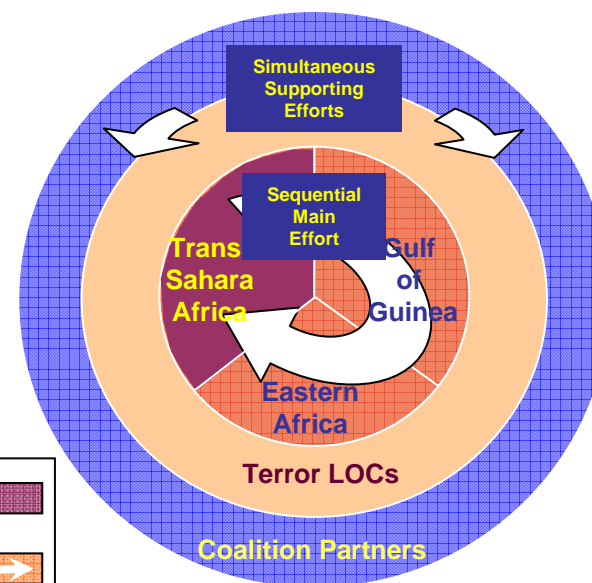 Simultaneous
Supporting
Efforts
Sequential
Main
Effort
Trans
Sahara
Africa
Gulf
of
Guinea
Eastern
Africa
Terror LOCs
Coalition Partners